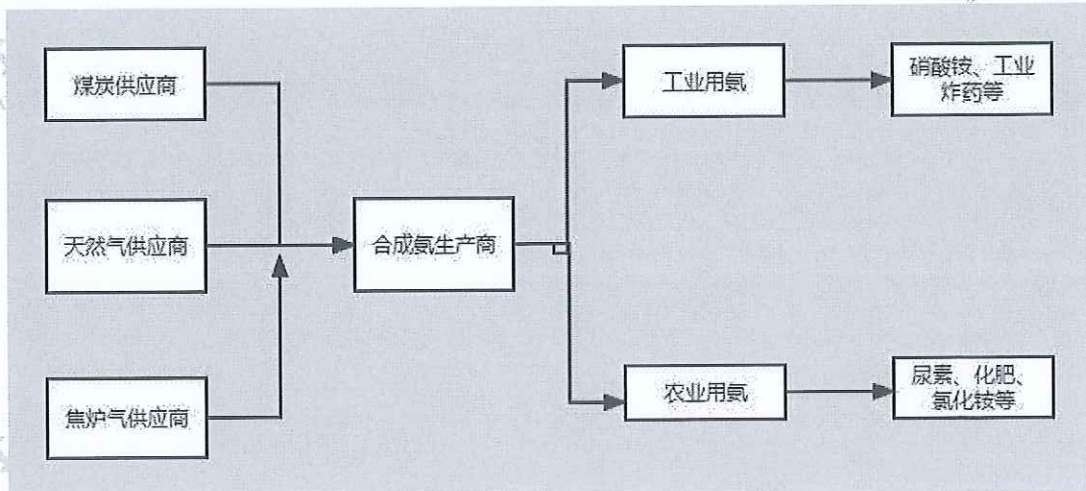 煤炭供应商
天然气供应商
焦炉气供应商
合成氨生产商
工业用氨
农业用氨
硝酸铵、工业
炸药等
尿素、化肥、
氯化铵等